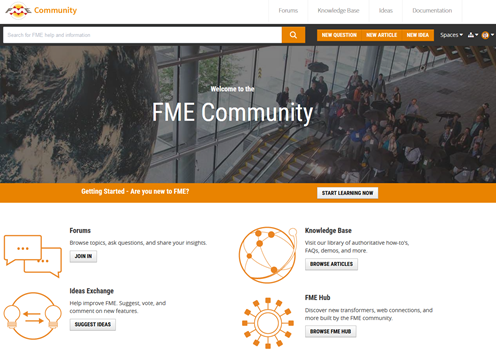 FME Community
Forums
Knowledge Base
Ideas
Documentation
Search for FME help and information
NEW QUESTION
NEW ARTICLE
NEW IDEA
Spaces
Welcome to the
FME Community
Getting Started - Are you new to FME?
START LEARNING NOW
Forums
Browse topics, ask questions, and share your insights.
JOIN IN
Knowledge Base
Visit our library of authoritative how-to's,
FAQs, demos, and more.
BROWSE ARTICLES
Ideas Exchange
Help improve FME. Suggest, vote, and
comment on new features.
SUGGEST IDEAS
FME Hub
Discover new transformers, web connections, and
more built by the FME community.
BROWSE FME HUB